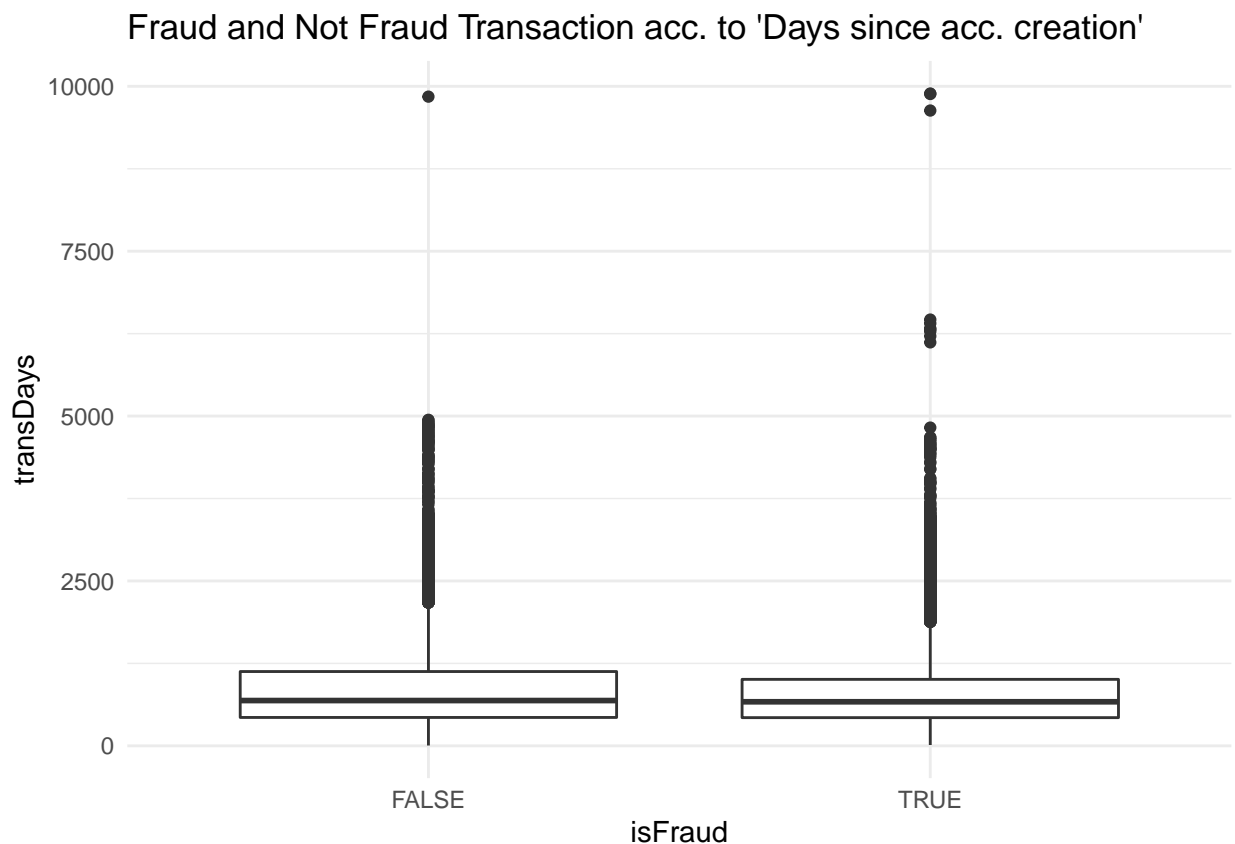 Fraud and Not Fraud Transaction acc. to 'Days since acc. creation'
10000
7500
5000
2500
0
transDays
FALSE TRUE
isFraud